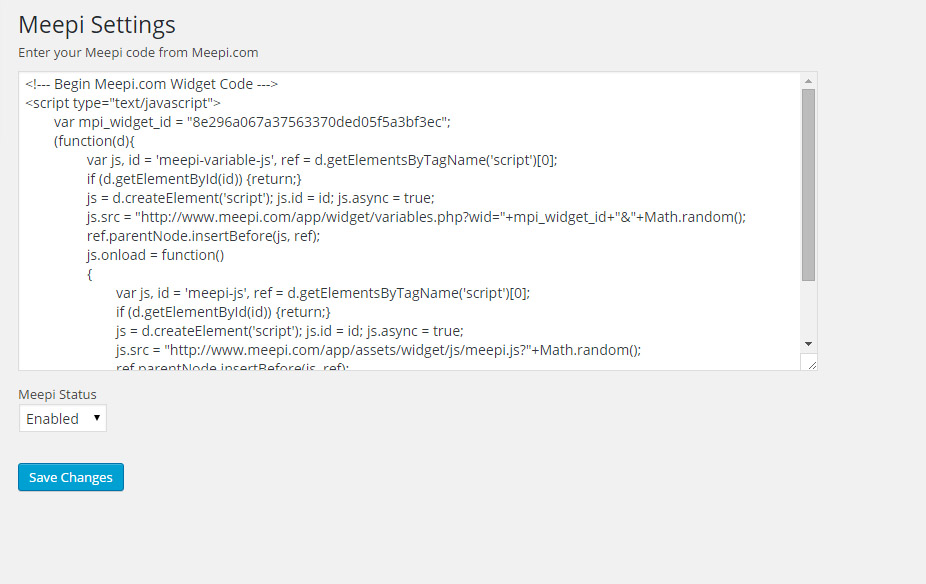 Meepi Settings
Enter your Meepi code from Meepi.com
<!--- Begin Meepi.com Widget Code --->
<script type="text/javascript">
var mpi_widget_id = "8e296a067a37563370ded05f5a3bf3ec";
(function(d){
var js, id = 'meepi-variable-js', ref = d.getElementsByTagName('script')[0];
if (d.getElementById(id)) {return;}
js = d.createElement('script'); js.id = id; js.async = true;
js.src = "http://www.meepi.com/app/widget/variables.php?wid="+mpi_widget_id+"&"+Math.random();
ref.parentNode.insertBefore(js, ref);
js.onload = function()
{
var js, id = 'meepi-js', ref = d.getElementsByTagName('script')[0];
if (d.getElementById(id)) {return;}
js = d.createElement('script'); js.id = id; js.async = true;
js.src = "http://www.meepi.com/app/assets/widget/js/meepi.js?"+Math.random();
ref.parentNode.insertBefore(js, ref);
Meepi Status
Enabled
Save Changes